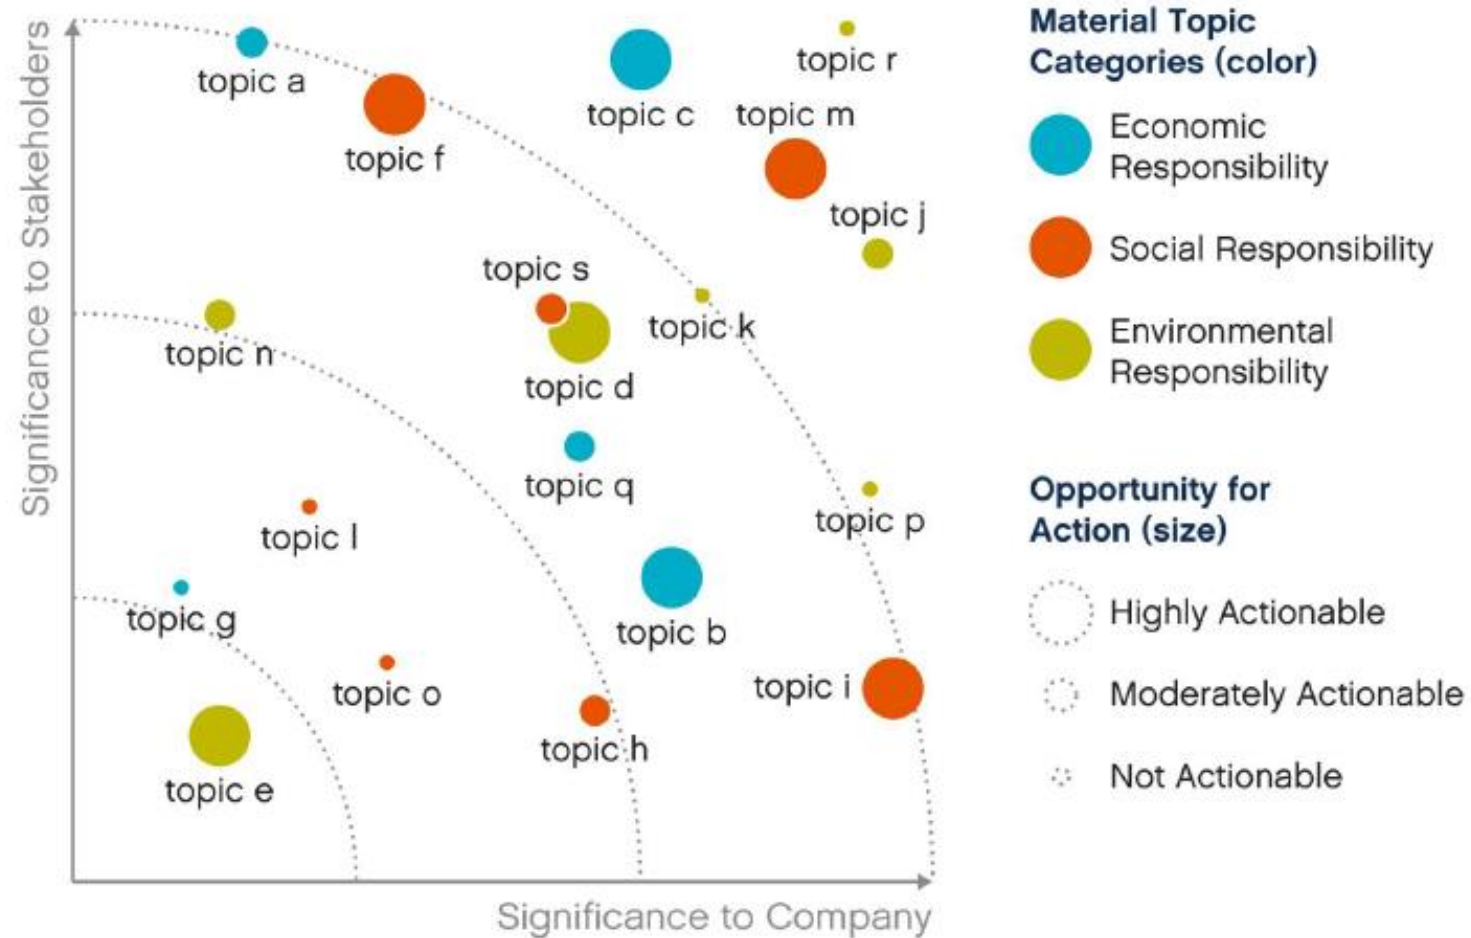 Significance to Stakeholders
topic a
topic f
topic c
topic r
topic m
topic j
topic s
topic k
topic n
topic d
topic q
topic l
topic p
topic g
topic b
topic o
topic i
topic h
topic e
Significance to Company
Material Topic
Categories (color)
Economic
Responsibility
Social Responsibility
Environmental
Responsibility
Opportunity for
Action (size)
Highly Actionable
Moderately Actionable
Not Actionable